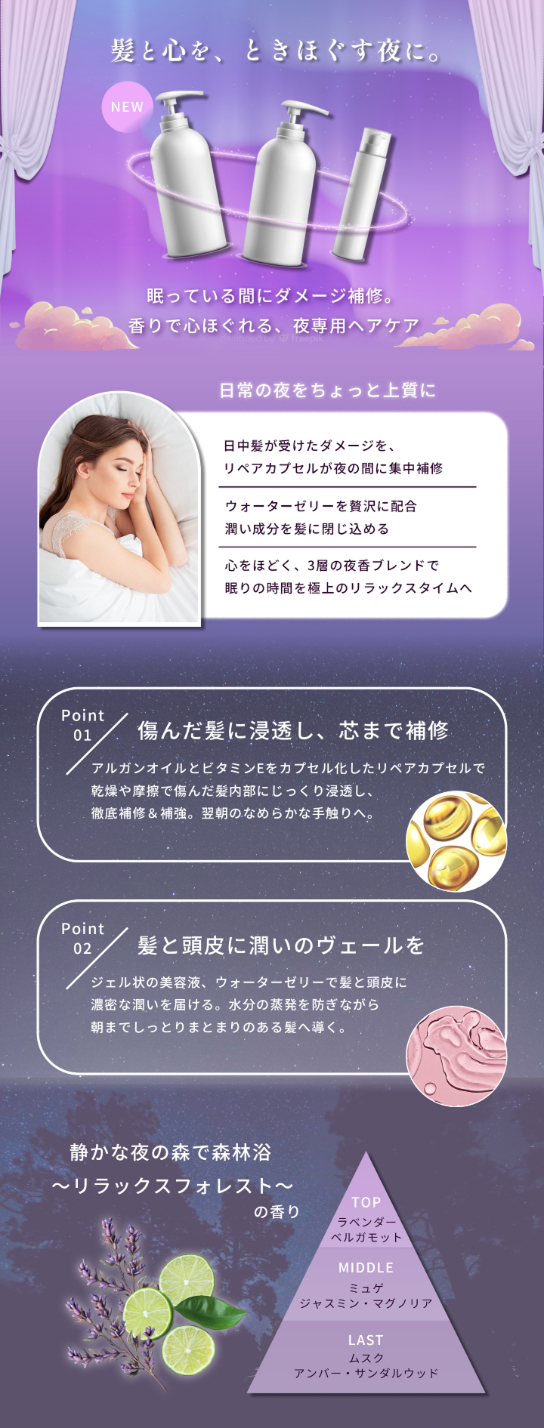 髪と心を、ときほぐす夜に。
NEW
眠っている間にダメージ補修。
香りで心ほぐれる、夜専用ヘアケア
日常の夜をちょっと上質に
日中髪が受けたダメージを、
リペアカプセルが夜の間に集中補修
ウォーターゼリーを贅沢に配合
潤い成分を髪に閉じ込める
心をほどく、3層の夜香ブレンドで
眠りの時間を極上のリラックスタイムへ
Point
01
傷んだ髪に浸透し、芯まで補修
アルガンオイルとビタミンEをカプセル化したリペアカプセルで
乾燥や摩擦で傷んだ髪内部にじっくり浸透し、
徹底補修＆補強。翌朝のなめらかな手触りへ。
Point
02
髪と頭皮に潤いのヴェールを
ジェル状の美容液、ウォーターゼリーで髪と頭皮に
濃密な潤いを届ける。水分の蒸発を防ぎながら
朝までしっとりまとまりのある髪へ導く。
静かな夜の森で森林浴
〜リラックスフォレスト〜
の香り
TOP
ラベンダー
ベルガモット
MIDDLE
ミュゲ
ジャスミン・マグノリア
LAST
ムスク
アンバー・サンダルウッド